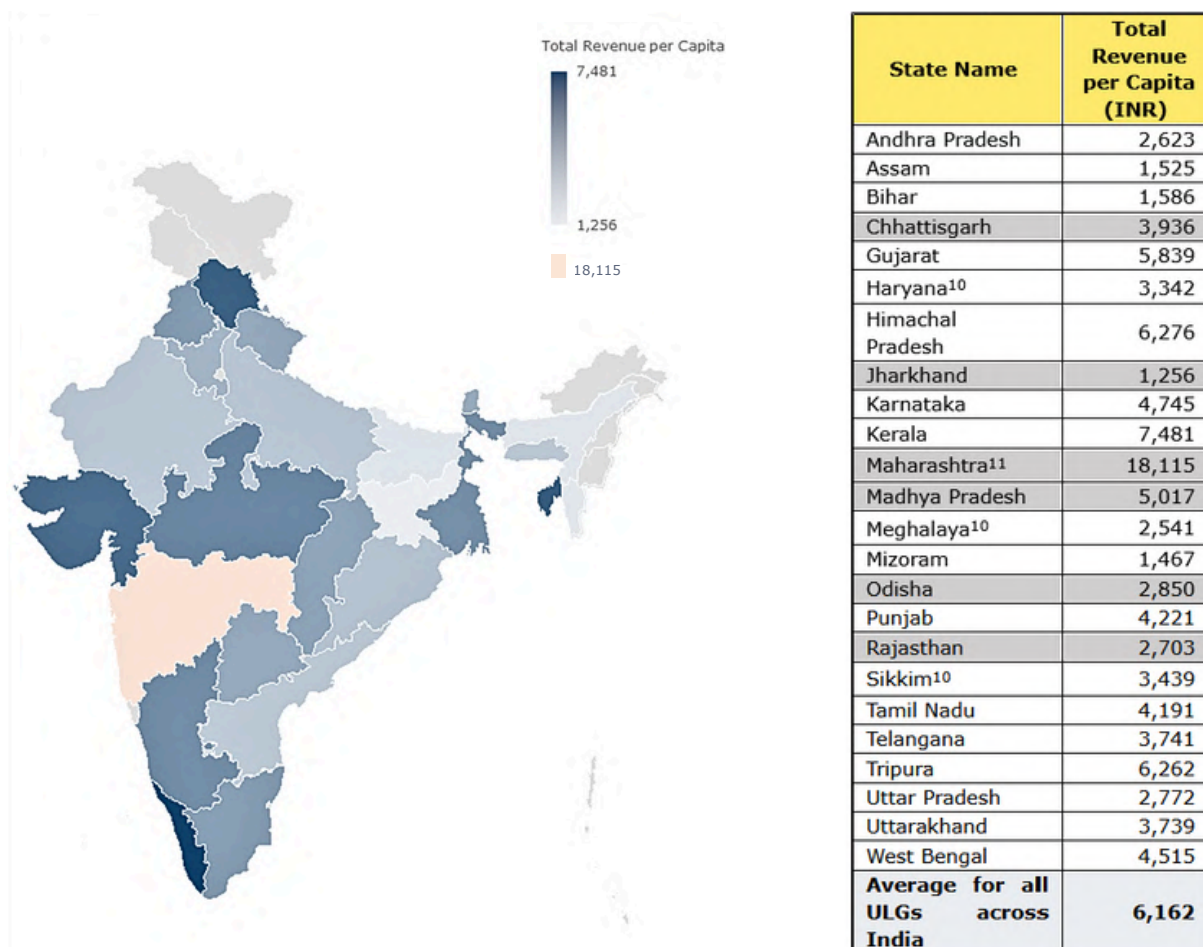 Total Revenue per Capita
7,481
1,256
18,115
State Name
Total
Revenue
per Capita
(INR)
Andhra Pradesh 2,623
Assam 1,525
Bihar 1,586
Chhattisgarh 3,936
Gujarat 5,839
Haryana¹⁰ 3,342
Himachal
Pradesh 6,276
Jharkhand 1,256
Karnataka 4,745
Kerala 7,481
Maharashtra¹¹ 18,115
Madhya Pradesh 5,017
Meghalaya¹⁰ 2,541
Mizoram 1,467
Odisha 2,850
Punjab 4,221
Rajasthan 2,703
Sikkim¹⁰ 3,439
Tamil Nadu 4,191
Telangana 3,741
Tripura 6,262
Uttar Pradesh 2,772
Uttarakhand 3,739
West Bengal 4,515
Average for all
ULGs across 6,162
India